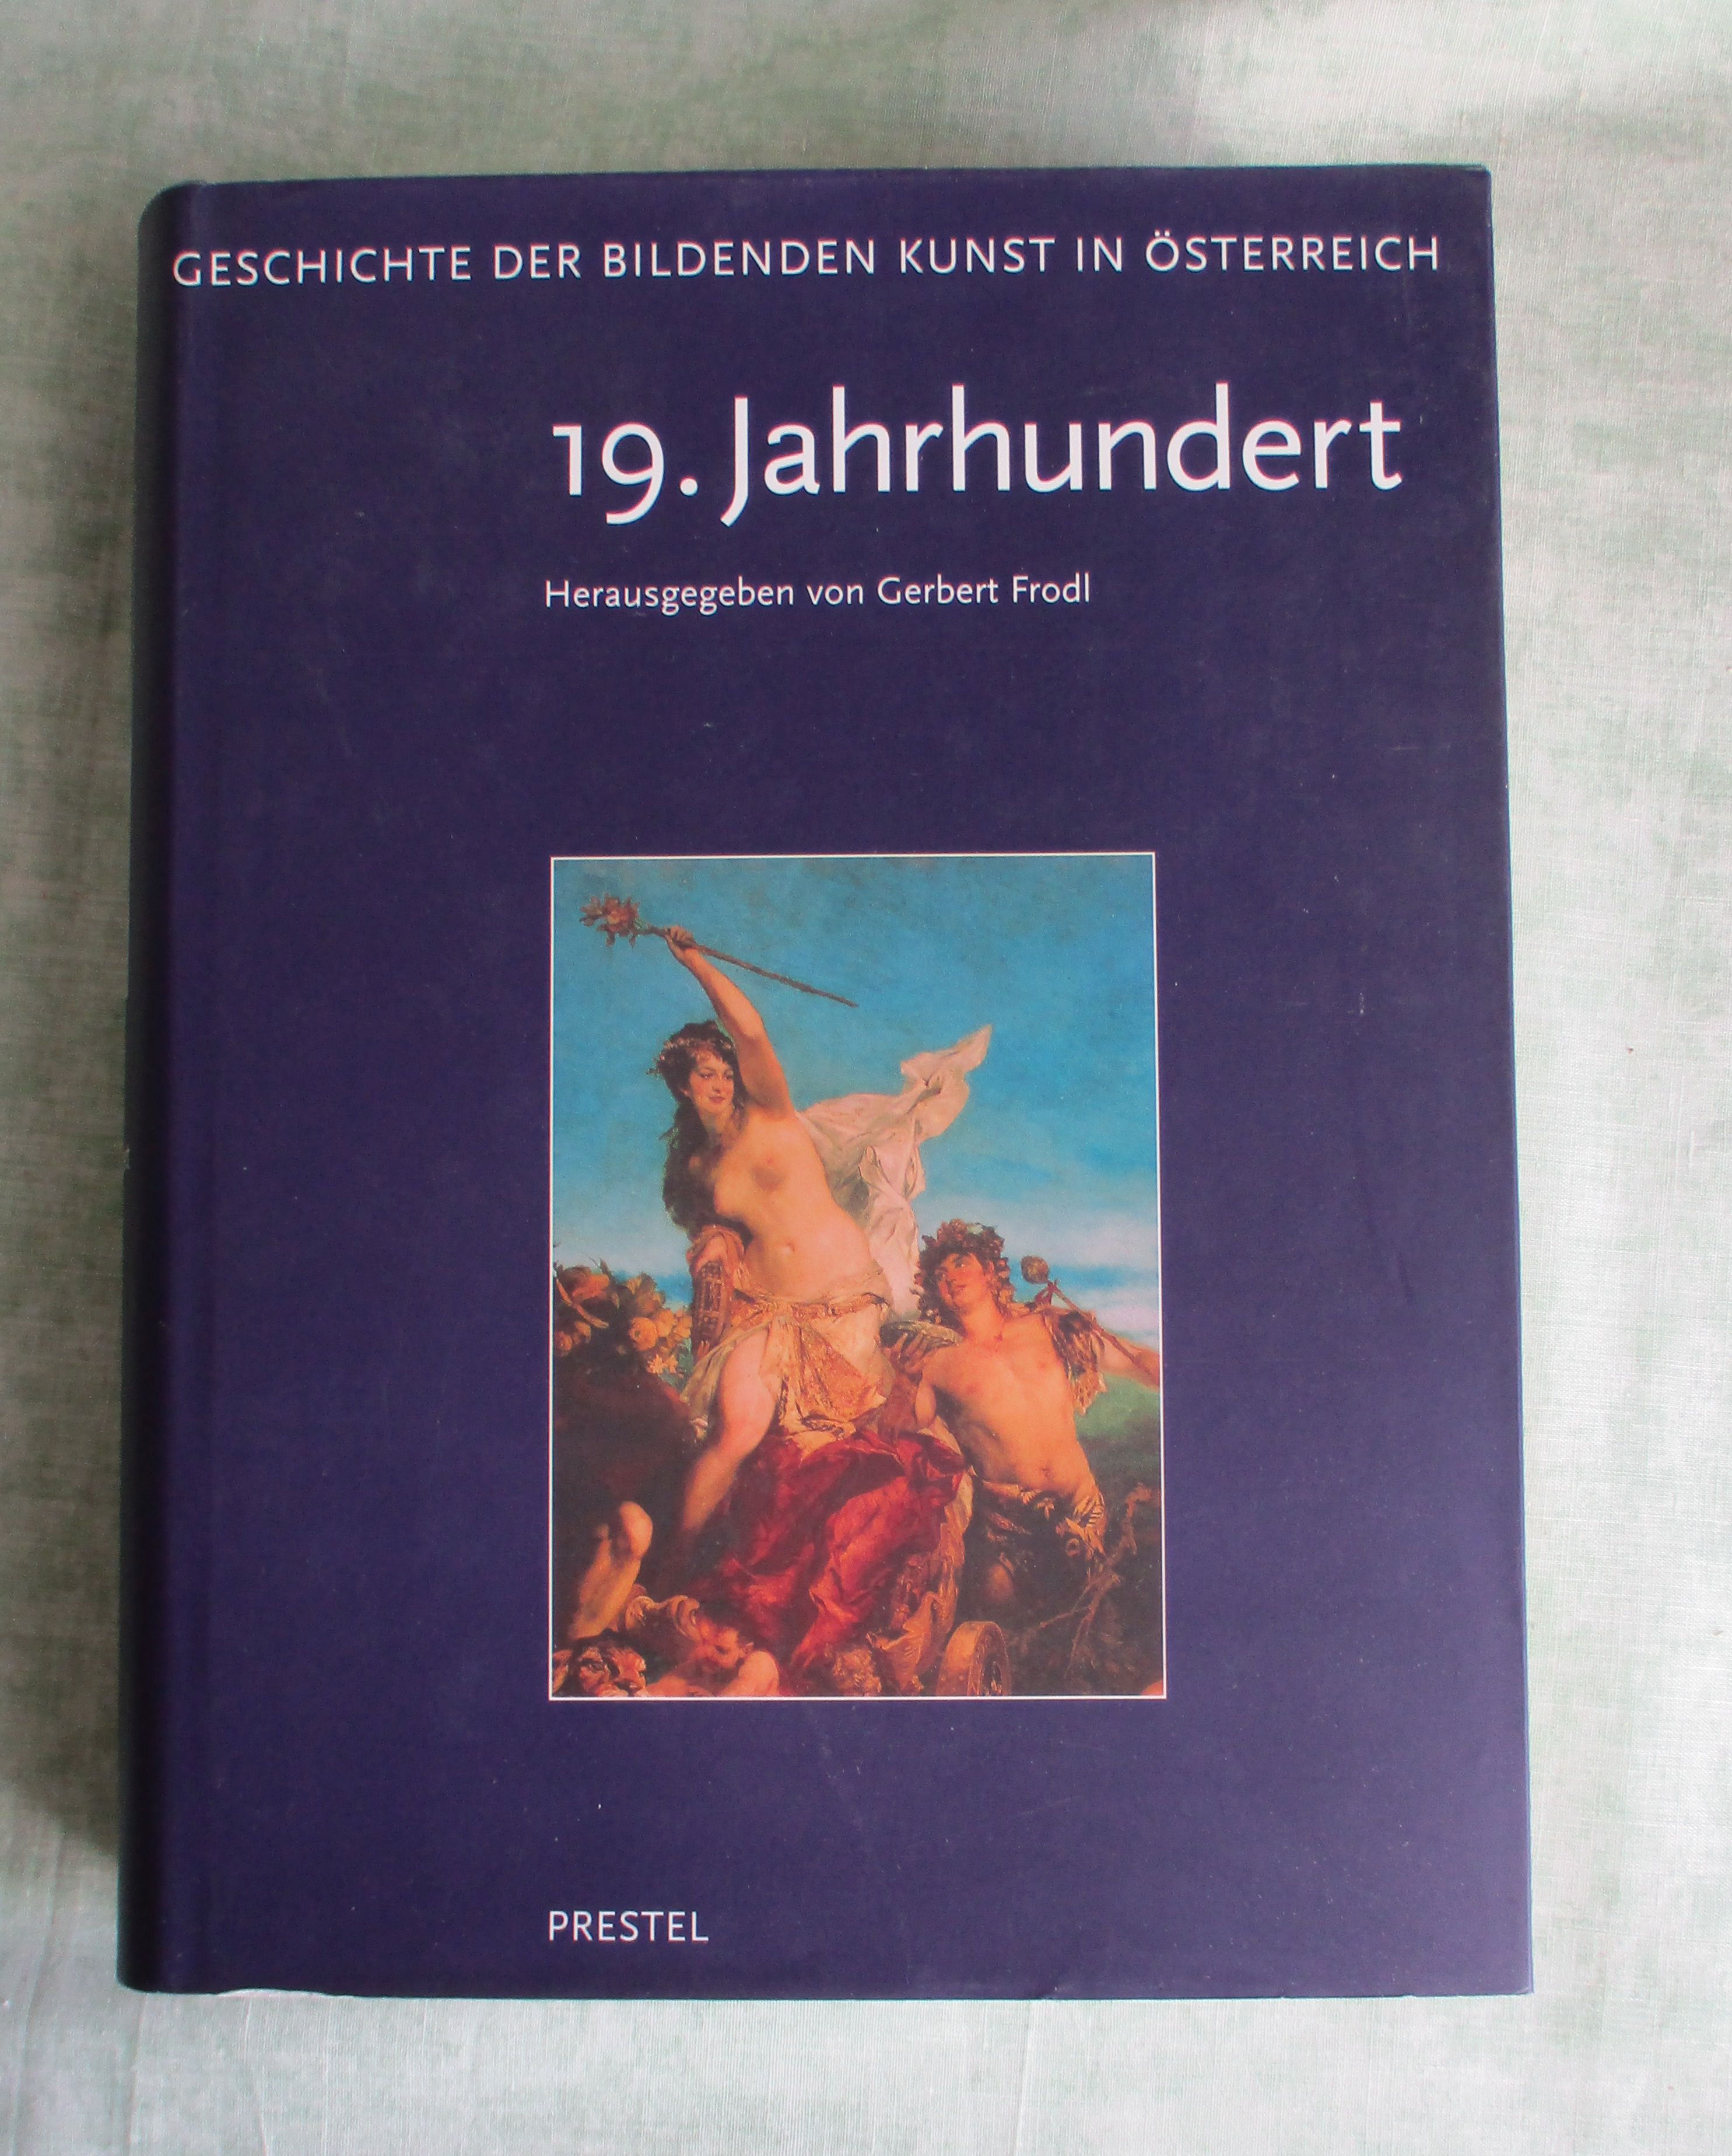 GESCHICHTE DER BILDENDEN KUNST IN ÖSTERREICH
19. Jahrhundert
Herausgegeben von Gerbert Frodl
PRESTEL